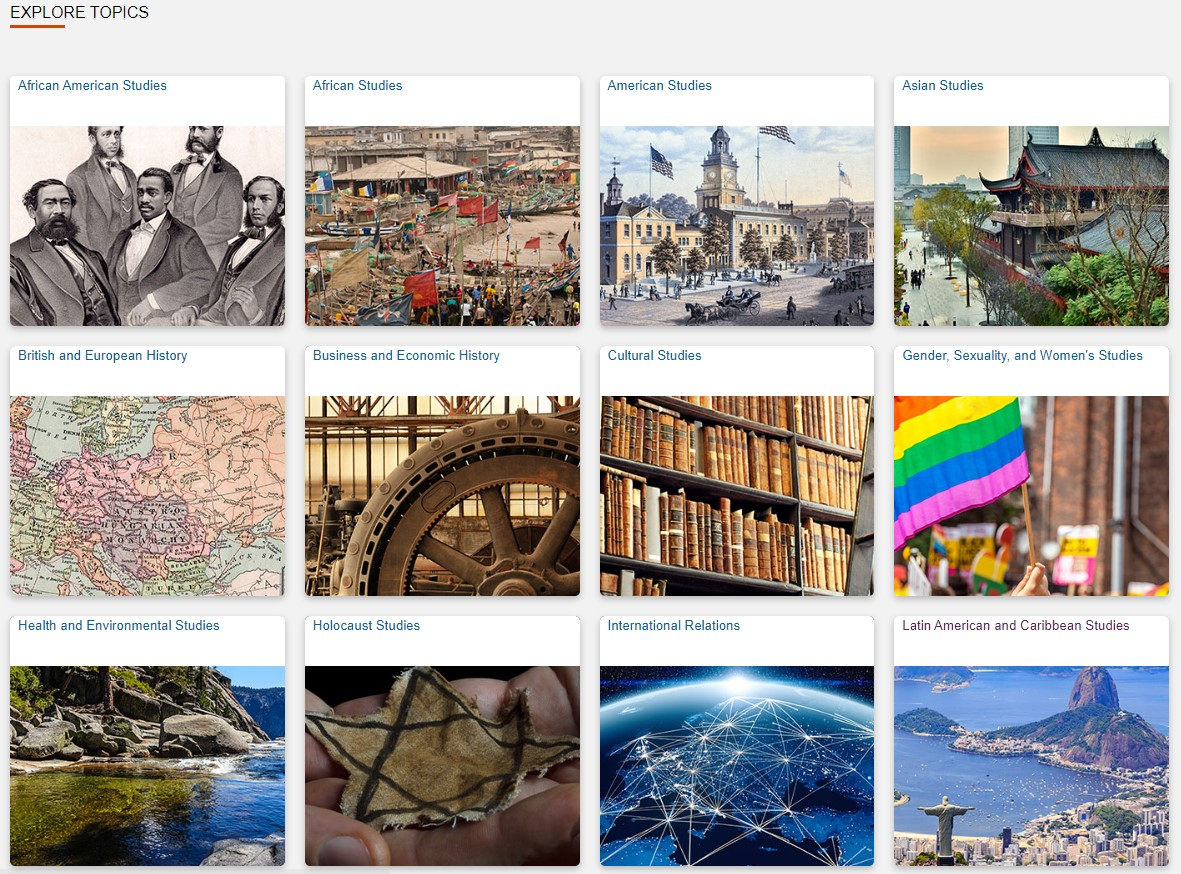 EXPLORE TOPICS
African American Studies
African Studies
American Studies
Asian Studies
British and European History
Business and Economic History
Cultural Studies
Gender, Sexuality, and Women's Studies
HUNGARIAN
MONARCHY
Health and Environmental Studies
Holocaust Studies
International Relations
Latin American and Caribbean Studies